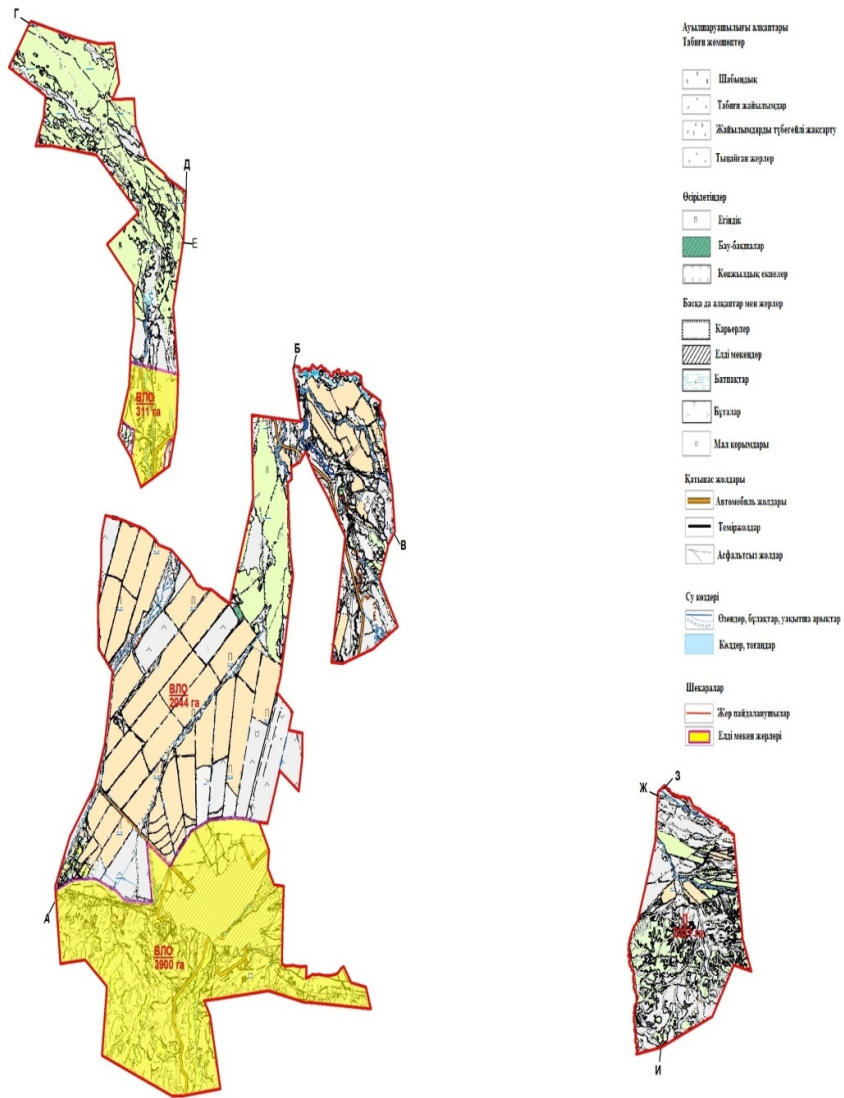 Г
Д
Е
Б
В
ВЛО
311 га
ВЛО
2044 га
А
ВЛО
3900 га
Ж
З
И
Ауылшаруашылығы алқаптары
Табиғи жемшөптер
Шабындық
Табиғи жайылымдар
Жайылымдарды түбегейлі жақсарту
Тыңайған жерлер
Өсірілетіндер
Егіндік
Бау-бақшалар
Көпжылдық екпелер
Басқа да алқаптар мен жерлер
Карьерлер
Елді мекендер
Батпақтар
Бұталар
Мал қорымдары
Қатынас жолдары
Автомобиль жолдары
Теміржолдар
Асфальтсыз жолдар
Су көздері
Өзендер, бұлақтар, уақытша арықтар
Көлдер, тоғандар
Шекаралар
Жер пайдаланушылар
Елді мекен жерлері